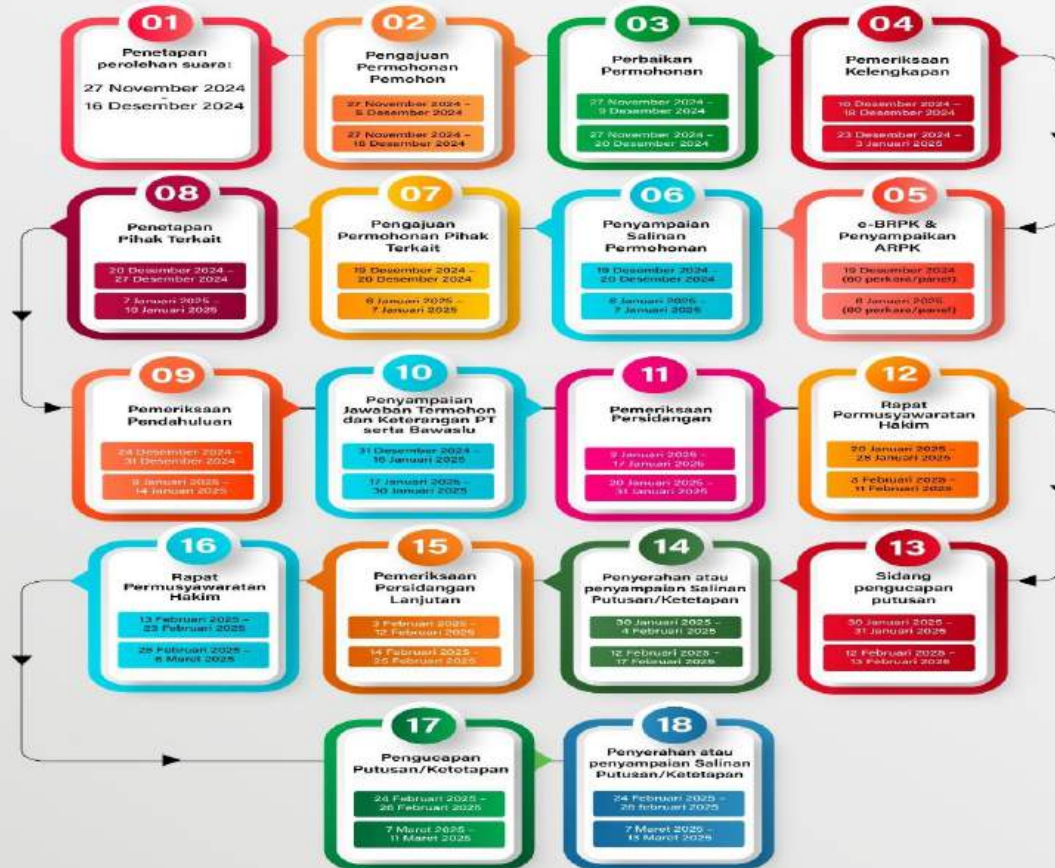 01
Penetapan
perolehan suara:
27 November 2024
–
16 Desember 2024
02
Pengajuan
Permohonan
Pemohon
27 November 2024 –
Desember 2024
27 November 2024 –
18 Desember 2024
03
Perbaikan
Permohonan
27 November 2024 –
9 Desember 2024
27 November 2024 –
20 Desember 2024
04
Pemeriksaan
Kelengkapan
Desember 2024 –
Desember 2024
23 Desember 2024 –
3 Januari 2025
05
e-BRPK &
Penyampaikan
ARPK
19 Desember 2024
(60 perkara/panel)
6 Januari 2025
(60 perkara/panel)
06
Penyampaian
Salinan
Permohonan
19 Desember 2024 –
20 Desember 2024
6 Januari 2025 –
7 Januari 2025
07
Pengajuan
Permohonan Pihak
Terkait
19 Desember 2024 –
Desember 2024
6 Januari 2025 –
7 Januari 2025
08
Penetapan
Pihak Terkait
20 Desember 2024 –
27 Desember 2024
7 Januari 2025 –
10 Januari 2025
09
Pemeriksaan
Pendahuluan
24 Desember 2024 –
31 Desember 2024
Januari 2025 –
14 Januari 2025
10
Penyampaian
Jawaban Termohon
dan Keterangan PT
serta Bawaslu
31 Desember 2024 –
Januari 2025
17 Januari 2025 –
30 Januari 2025
11
Pemeriksaan
Persidangan
Januari 2025 –
17 Januari 2025
20 Januari 2025 –
31 Januari 2025
12
Rapat
Permusyawaratan
Hakim
20 Januari 2025 –
28 Januari 2025
3 Februari 2025 –
11 Februari 2025
13
Sidang
pengucapan
putusan
30 Januari 2025 –
31 Januari 2025
12 Februari 2025 –
13 Februari 2025
14
Penyerahan atau
penyampaian Salinan
Putusan/Ketetapan
30 Januari 2025 –
4 Februari 2025
12 Februari 2025 –
17 Februari 2025
15
Pemeriksaan
Persidangan
Lanjutan
3 Februari 2025 –
12 Februari 2025
14 Februari 2025 –
25 Februari 2025
16
Rapat
Permusyawaratan
Hakim
13 Februari 2025 –
23 Februari 2025
Februari 2025 –
6 Maret 2025
17
Pengucapan
Putusan/Ketetapan
24 Februari 2025 –
26 Februari 2025
7 Maret 2025 –
11 Maret 2025
18
Penyerahan atau
penyampaian Salinan
Putusan/Ketetapan
24 Februari 2025 –
februari 2025
7 Maret 2025 –
13 Maret 2025